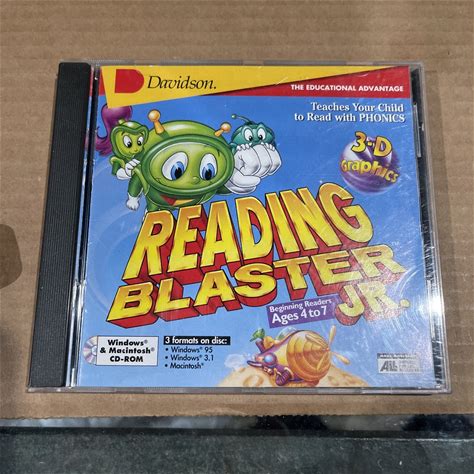 Davidson.
THE EDUCATIONAL ADVANTAGE
Teaches Your Child
to Read with PHONICS
3-D
Graphics
READING
BLASTER
JR.
Beginning Readers
Ages 4 to 7
Windows®
& Macintosh®
CD-ROM
3 formats on disc:
• Windows® 95
• Windows® 3.1
• Macintosh®